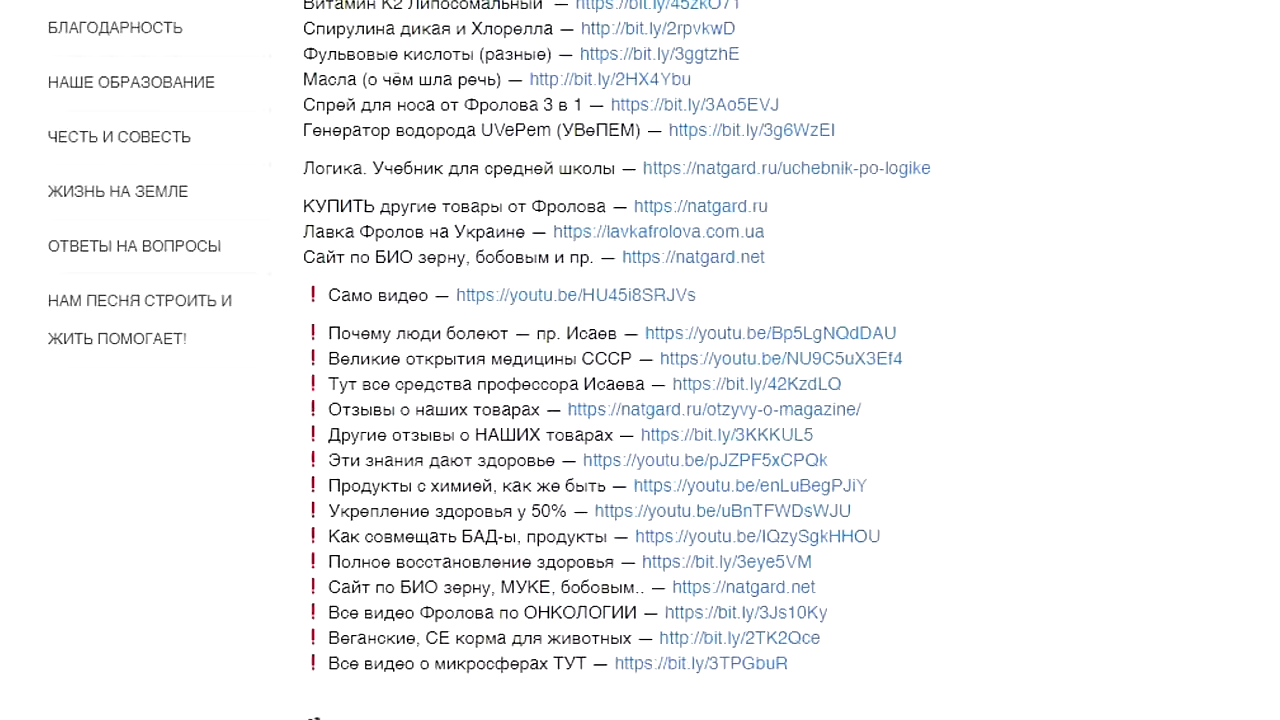 БЛАГОДАРНОСТЬ
НАШЕ ОБРАЗОВАНИЕ
ЧЕСТЬ И СОВЕСТЬ
ЖИЗНЬ НА ЗЕМЛЕ
ОТВЕТЫ НА ВОПРОСЫ
НАМ ПЕСНЯ СТРОИТЬ И
ЖИТЬ ПОМОГАЕТ!
Витамин К2 Липосомальный — https://bit.ly/45zkO71
Спирулина дикая и Хлорелла — http://bit.ly/2rpvkwD
Фульвовые кислоты (разные) — https://bit.ly/3ggtzhE
Масла (о чём шла речь) — http://bit.ly/2HX4Ybu
Спрей для носа от Фролова 3 в 1 — https://bit.ly/3Ao5EVJ
Генератор водорода UVePem (УВеПЕМ) — https://bit.ly/3g6WzEI
Логика. Учебник для средней школы — https://natgard.ru/uchebnik-po-logike
КУПИТЬ другие товары от Фролова — https://natgard.ru
Лавка Фролов на Украине — https://lavkafrolova.com.ua
Сайт по БИО зерну, бобовым и пр. — https://natgard.net
❗ Само видео — https://youtu.be/HU45i8SRJVs
❗ Почему люди болеют — пр. Исаев — https://youtu.be/Bp5LgNQdDAU
❗ Великие открытия медицины СССР — https://youtu.be/NU9C5uX3Ef4
❗ Тут все средства профессора Исаева — https://bit.ly/42KzdLQ
❗ Отзывы о наших товарах — https://natgard.ru/otzyvy-o-magazine/
❗ Другие отзывы о НАШИХ товарах — https://bit.ly/3KKKUL5
❗ Эти знания дают здоровье — https://youtu.be/pJZPF5xCPQk
❗ Продукты с химией, как же быть — https://youtu.be/enLuBegPJiY
❗ Укрепление здоровья у 50% — https://youtu.be/uBnTFWDsWJU
❗ Как совмещать БАД-ы, продукты — https://youtu.be/IQzySgkHHOU
❗ Полное восстановление здоровья — https://bit.ly/3eye5VM
❗ Сайт по БИО зерну, МУКЕ, бобовым.. — https://natgard.net
❗ Все видео Фролова по ОНКОЛОГИИ — https://bit.ly/3Js10Ky
❗ Веганские, СЕ корма для животных — http://bit.ly/2TK2Qce
❗ Все видео о микросферах ТУТ — https://bit.ly/3TPGbuR